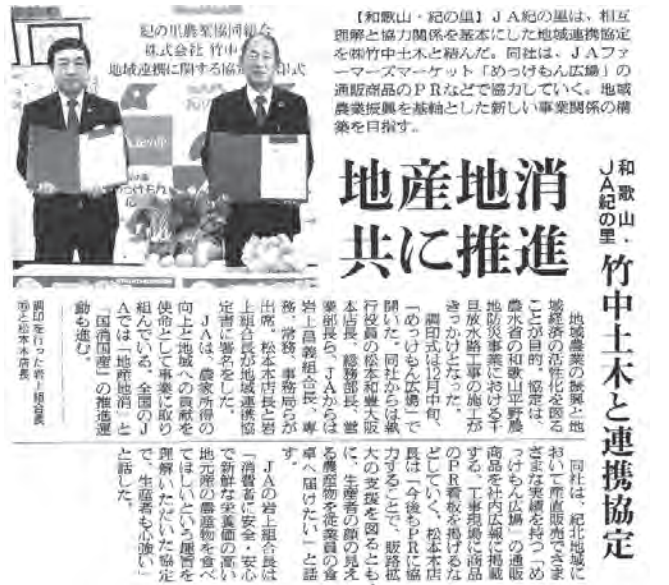 【和歌山・紀の里】ＪＡ紀の里は、相互
理解と協力関係を基本にした地域連携協定
を㈱竹中土木と結んだ。同社は、ＪＡファ
ーマーズマーケット「めっけもん広場」の
通販商品のＰＲなどで協力していく。地域
農業振興を基軸とした新しい事業関係の構
築を目指す。
紀の里農業協同組合
株式会社 竹中
地域連携に関する協 印式
地産地消
共に推進
和歌山・
ＪＡ紀の里
竹中土木と連携協定
地域農業の振興と地
域経済の活性化を図る
ことが目的。協定は、
農水省の和歌山平野農
地防災事業における千
旦放水路工事の施工が
きっかけとなった。
調印式は12月中旬、
「めっけもん広場」で
開いた。同社からは執
行役員の松本和豊大阪
本店長、総務部長、営
業部長ら、ＪＡからは
岩上昌義組合長、専
務、常務、事務局らが
出席。松本本店長と岩
上組合長が地域連携協
定書に署名をした。
ＪＡは、農家所得の
向上と地域への貢献を
使命として事業に取り
組んでいる。全国のＪ
Ａでは「地産地消」と
「国消国産」の推進運
動も進む。
調印を行った岩上組合長
㊨と松本本店長
同社は、紀北地域に
おいて産直販売でさま
ざまな実績を持つ「め
っけもん広場」の通販
商品を社内広報に掲載
する、工事現場に商品
のＰＲ看板を掲げるな
どしていく。松本本店
長は「今後もＰＲに協
力することで、販路拡
大の支援を図るととも
に、生産者の顔の見え
る農産物を従業員の食
卓へ届けたい」と話
す。
ＪＡの岩上組合長は
「消費者に安全・安心
で新鮮な栄養価の高い
地元産の農産物を食べ
てほしいという趣旨を
理解いただいた協定
で、生産者も心強い」
と話した。